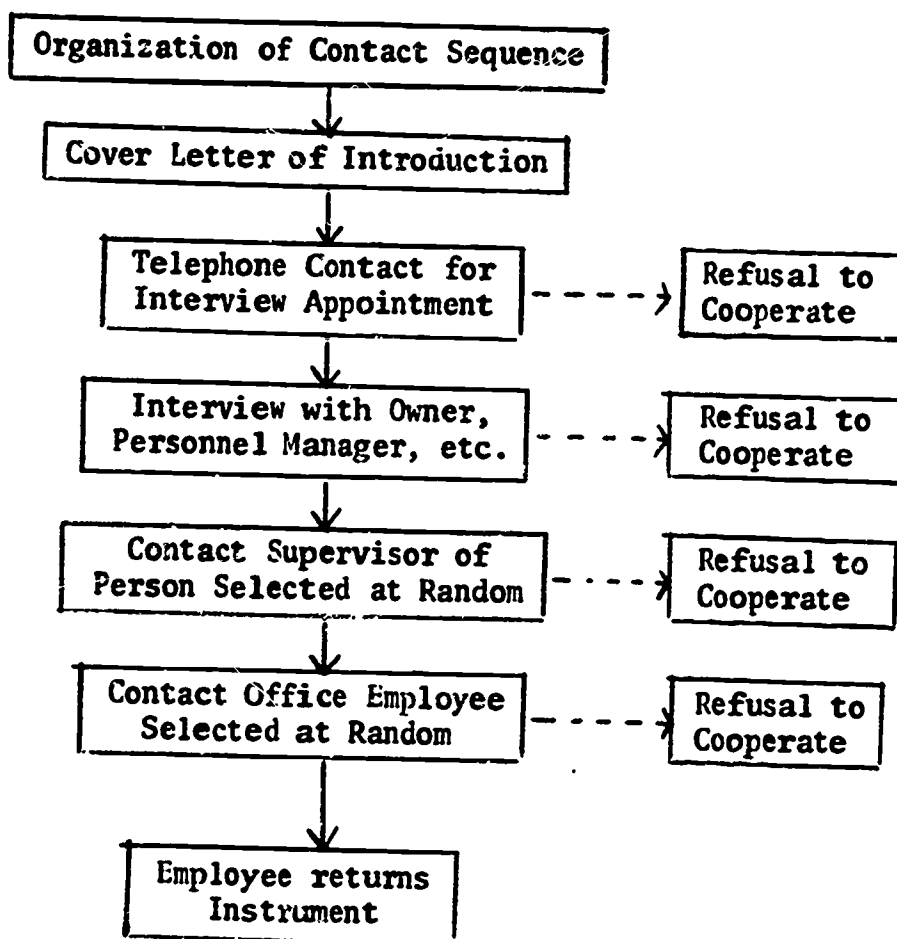 Organization of Contact Sequence
Cover Letter of Introduction
Telephone Contact for
Interview Appointment
Refusal to
Cooperate
Interview with Owner,
Personnel Manager, etc.
Refusal to
Cooperate
Contact Supervisor of
Person Selected at Random
Refusal to
Cooperate
Contact Office Employee
Selected at Random
Refusal to
Cooperate
Employee returns
Instrument